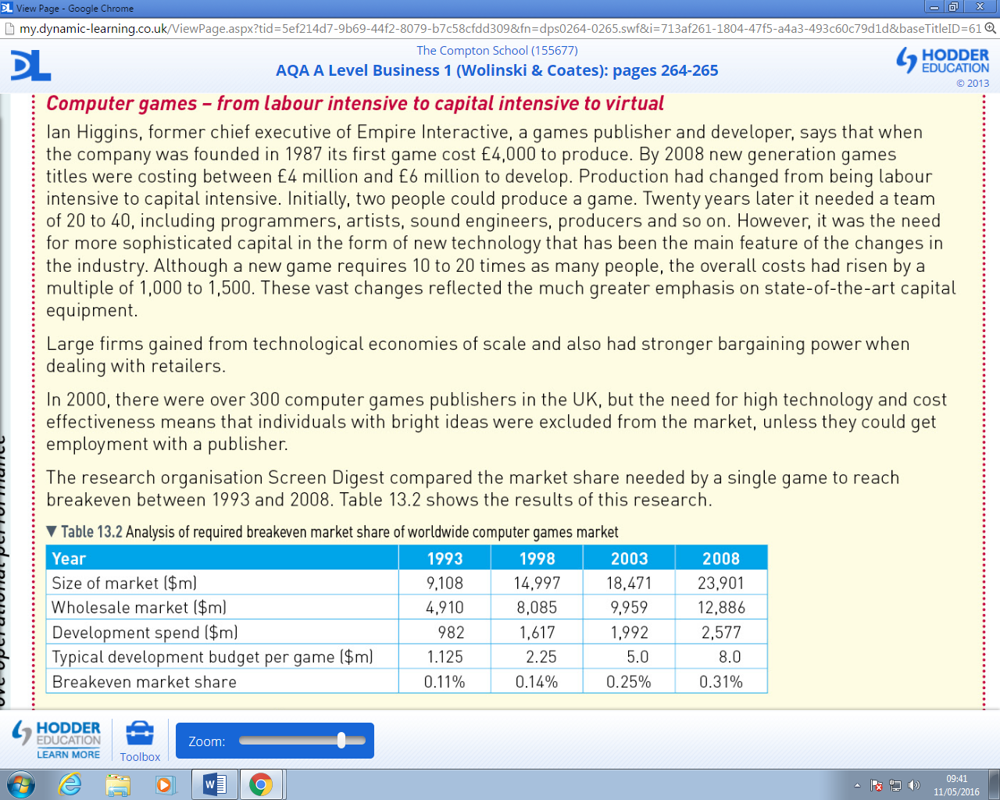 View Page - Google Chrome
my.dynamic-learning.co.uk/ViewPage.aspx?tid=5ef214d7-9b69-44f2-8079-b7c58cfdd309&fn=dps0264-0265.swf&i=713af261-1804-47f5-a4a3-493c60c79d1d&baseTitleID=61
DL
The Compton School (155677)
AQA A Level Business 1 (Wolinski & Coates): pages 264-265
HODDER
EDUCATION
© 2013
Computer games – from labour intensive to capital intensive to virtual
Ian Higgins, former chief executive of Empire Interactive, a games publisher and developer, says that when
the company was founded in 1987 its first game cost £4,000 to produce. By 2008 new generation games
titles were costing between £4 million and £6 million to develop. Production had changed from being labour
intensive to capital intensive. Initially, two people could produce a game. Twenty years later it needed a team
of 20 to 40, including programmers, artists, sound engineers, producers and so on. However, it was the need
for more sophisticated capital in the form of new technology that has been the main feature of the changes in
the industry. Although a new game requires 10 to 20 times as many people, the overall costs had risen by a
multiple of 1,000 to 1,500. These vast changes reflected the much greater emphasis on state-of-the-art capital
equipment.
Large firms gained from technological economies of scale and also had stronger bargaining power when
dealing with retailers.
In 2000, there were over 300 computer games publishers in the UK, but the need for high technology and cost
effectiveness means that individuals with bright ideas were excluded from the market, unless they could get
employment with a publisher.
The research organisation Screen Digest compared the market share needed by a single game to reach
breakeven between 1993 and 2008. Table 13.2 shows the results of this research.
▼ Table 13.2 Analysis of required breakeven market share of worldwide computer games market
Year 1993 1998 2003 2008
Size of market ($m) 9,108 14,997 18,471 23,901
Wholesale market ($m) 4,910 8,085 9,959 12,886
Development spend ($m) 982 1,617 1,992 2,577
Typical development budget per game ($m) 1.125 2.25 5.0 8.0
Breakeven market share 0.11% 0.14% 0.25% 0.31%
HODDER
EDUCATION
LEARN MORE
Toolbox
Zoom:
09:41
11/05/2016